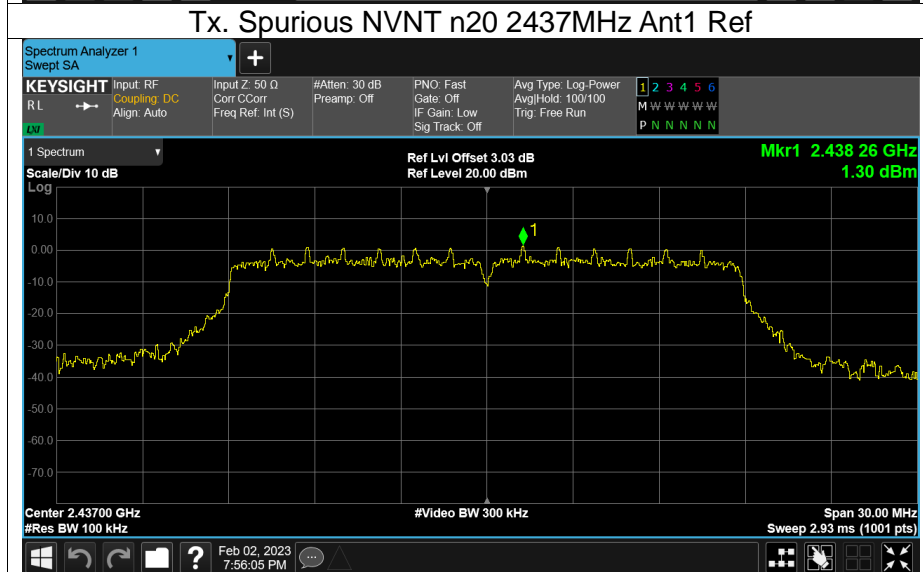 Tx. Spurious NVNT n20 2437MHz Ant1 Ref
Spectrum Analyzer 1
Swept SA
+
KEYSIGHT Input: RF Input Z: 50 Ω #Atten: 30 dB PNO: Fast Avg Type: Log-Power 1 2 3 4 5 6
R L Coupling: DC Corr CCorr Preamp: Off Gate: Off Avg|Hold: 100/100 M W W W W W
Align: Auto Freq Ref: Int (S) IF Gain: Low Trig: Free Run
LXI Sig Track: Off P N N N N N
1 Spectrum Ref Lvl Offset 3.03 dB Mkr1 2.438 26 GHz
Scale/Div 10 dB Ref Level 20.00 dBm 1.30 dBm
Log
10.0
1
0.00
-10.0
-20.0
-30.0
-40.0
-50.0
-60.0
-70.0
Center 2.43700 GHz #Video BW 300 kHz Span 30.00 MHz
#Res BW 100 kHz Sweep 2.93 ms (1001 pts)
? Feb 02, 2023
7:56:05 PM